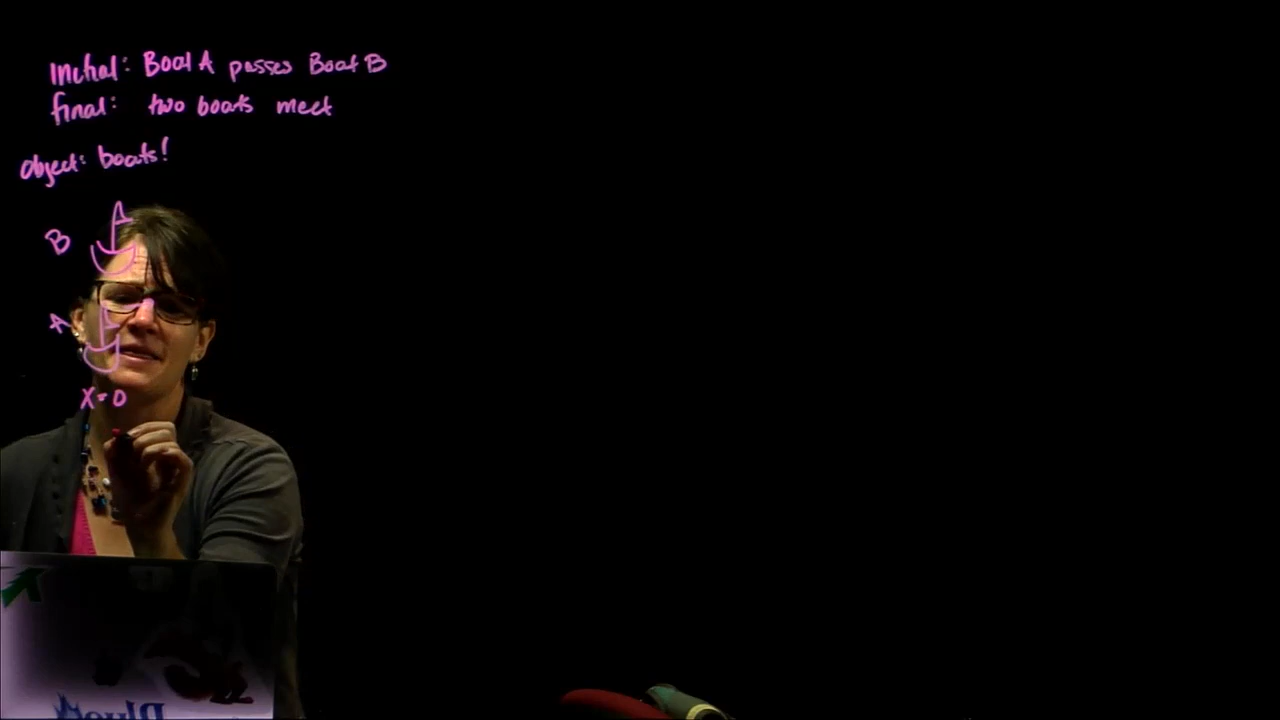 Initial: Boat A passes Boat B
final: two boats meet
object: boats!
B
A
X=0